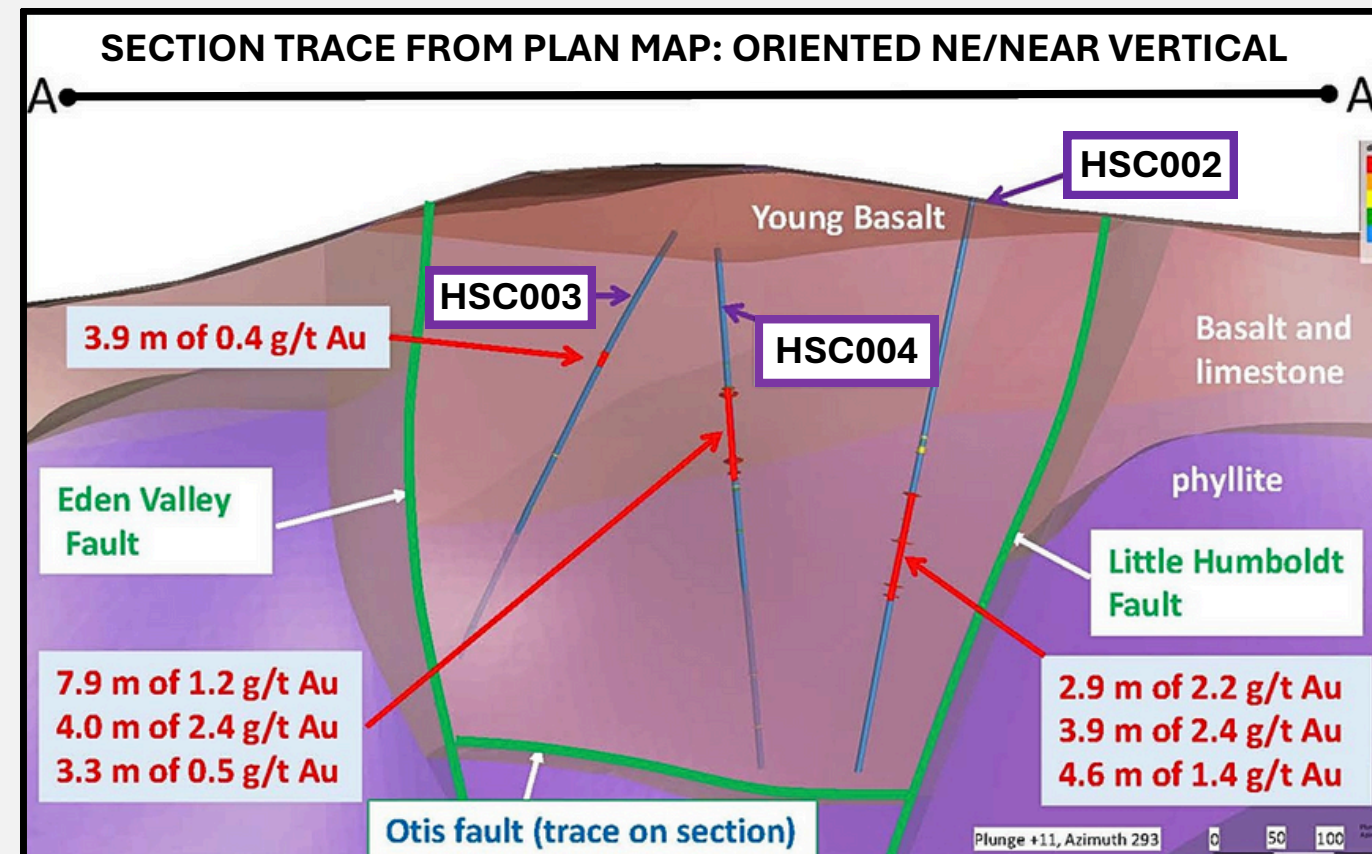 SECTION TRACE FROM PLAN MAP: ORIENTED NE/NEAR VERTICAL
A
A
HSC002
Young Basalt
HSC003
3.9 m of 0.4 g/t Au
HSC004
Basalt and
limestone
phyllite
Eden Valley
Fault
Little Humboldt
Fault
7.9 m of 1.2 g/t Au
4.0 m of 2.4 g/t Au
3.3 m of 0.5 g/t Au
2.9 m of 2.2 g/t Au
3.9 m of 2.4 g/t Au
4.6 m of 1.4 g/t Au
Otis fault (trace on section)
Plunge +11, Azimuth 293
0 50 100